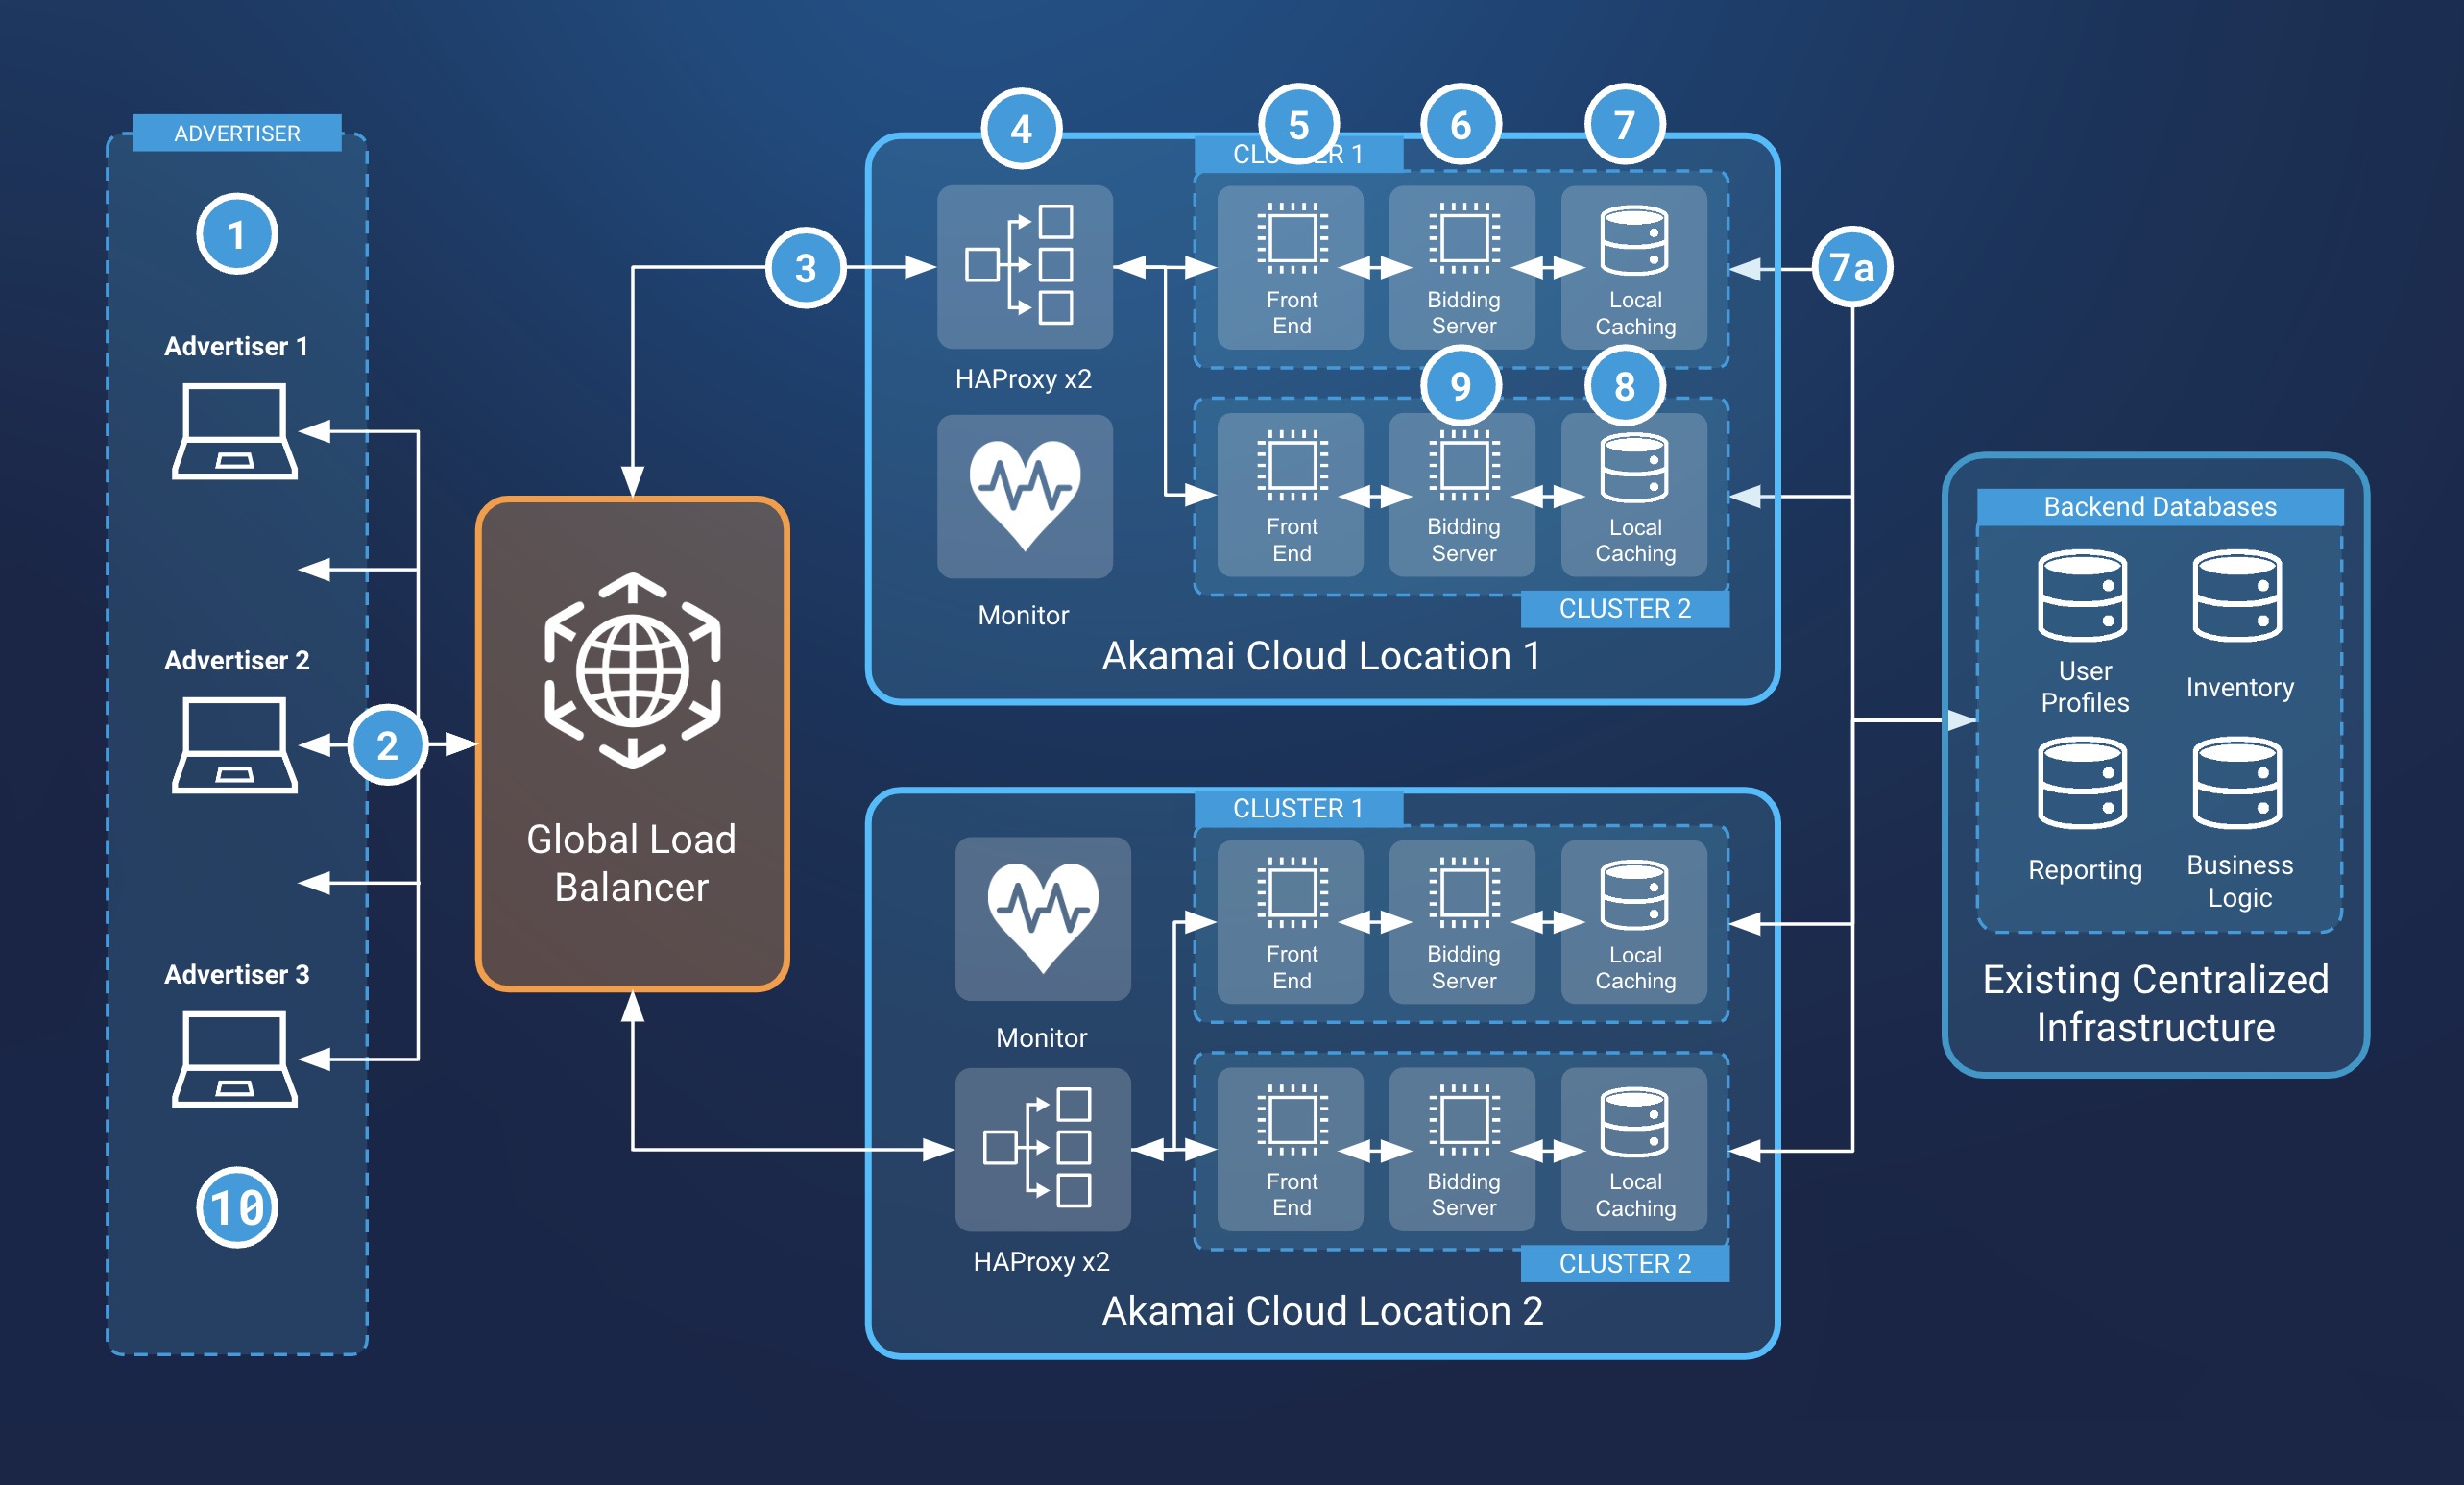 ADVERTISER
1
Advertiser 1
Advertiser 2
2
Advertiser 3
10
Global Load
Balancer
3
4
5
6
7
CLUSTER 1
HAProxy x2
Front
End
Bidding
Server
Local
Caching
9
8
Monitor
Front
End
Bidding
Server
Local
Caching
CLUSTER 2
Akamai Cloud Location 1
CLUSTER 1
Monitor
Front
End
Bidding
Server
Local
Caching
HAProxy x2
Front
End
Bidding
Server
Local
Caching
CLUSTER 2
Akamai Cloud Location 2
7a
Backend Databases
User
Profiles
Inventory
Reporting
Business
Logic
Existing Centralized
Infrastructure